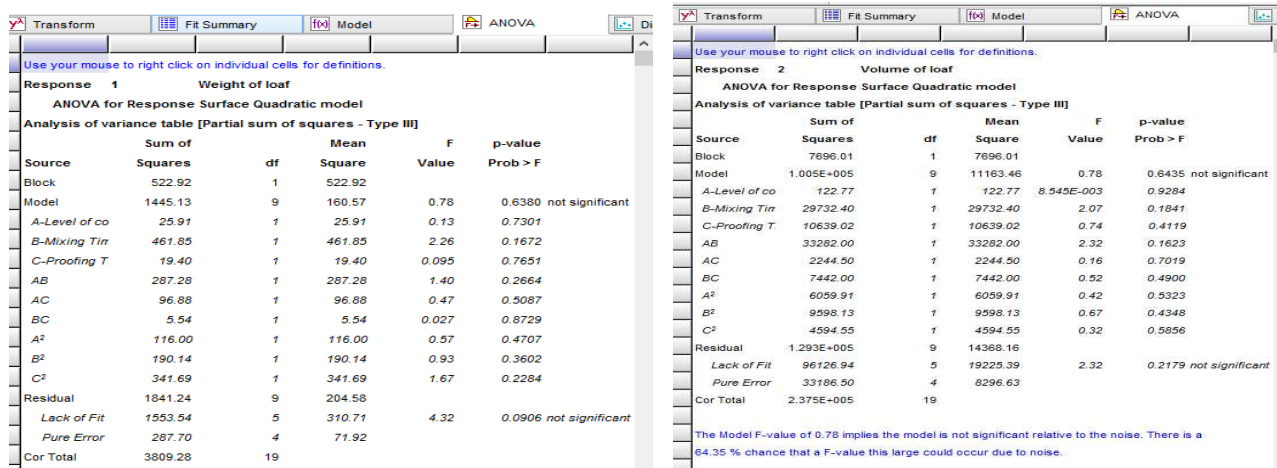 Transform Fit Summary f(x) Model ANOVA Di
Use your mouse to right click on individual cells for definitions.
Response 1 Weight of loaf
ANOVA for Response Surface Quadratic model
Analysis of variance table [Partial sum of squares - Type III]
Sum of Mean F p-value
Source Squares df Square Value Prob > F
Block 522.92 1 522.92
Model 1445.13 9 160.57 0.78 0.6380 not significant
A-Level of co 25.91 1 25.91 0.13 0.7301
B-Mixing Tin 461.85 1 461.85 2.26 0.1672
C-Proofing T 19.40 1 19.40 0.095 0.7651
AB 287.28 1 287.28 1.40 0.2664
AC 96.88 1 96.88 0.47 0.5087
BC 5.54 1 5.54 0.027 0.8729
A² 116.00 1 116.00 0.57 0.4707
B² 190.14 1 190.14 0.93 0.3602
C² 341.69 1 341.69 1.67 0.2284
Residual 1841.24 9 204.58
Lack of Fit 1553.54 5 310.71 4.32 0.0906 not significant
Pure Error 287.70 4 71.92
Cor Total 3809.28 19
Transform Fit Summary f(x) Model ANOVA
Use your mouse to right click on individual cells for definitions.
Response 2 Volume of loaf
ANOVA for Response Surface Quadratic model
Analysis of variance table [Partial sum of squares - Type III]
Sum of Mean F p-value
Source Squares df Square Value Prob > F
Block 7696.01 1 7696.01
Model 1.005E+005 9 11163.46 0.78 0.6435 not significant
A-Level of co 122.77 1 122.77 8.545E-003 0.9284
B-Mixing Tin 29732.40 1 29732.40 2.07 0.1841
C-Proofing T 10639.02 1 10639.02 0.74 0.4119
AB 33282.00 1 33282.00 2.32 0.1623
AC 2244.50 1 2244.50 0.16 0.7019
BC 7442.00 1 7442.00 0.52 0.4900
A² 6059.91 1 6059.91 0.42 0.5323
B² 9598.13 1 9598.13 0.67 0.4348
C² 4594.55 1 4594.55 0.32 0.5856
Residual 1.293E+005 9 14368.16
Lack of Fit 96126.94 5 19225.39 2.32 0.2179 not significant
Pure Error 33186.50 4 8296.63
Cor Total 2.375E+005 19
The Model F-value of 0.78 implies the model is not significant relative to the noise. There is a
64.35 % chance that a F-value this large could occur due to noise.